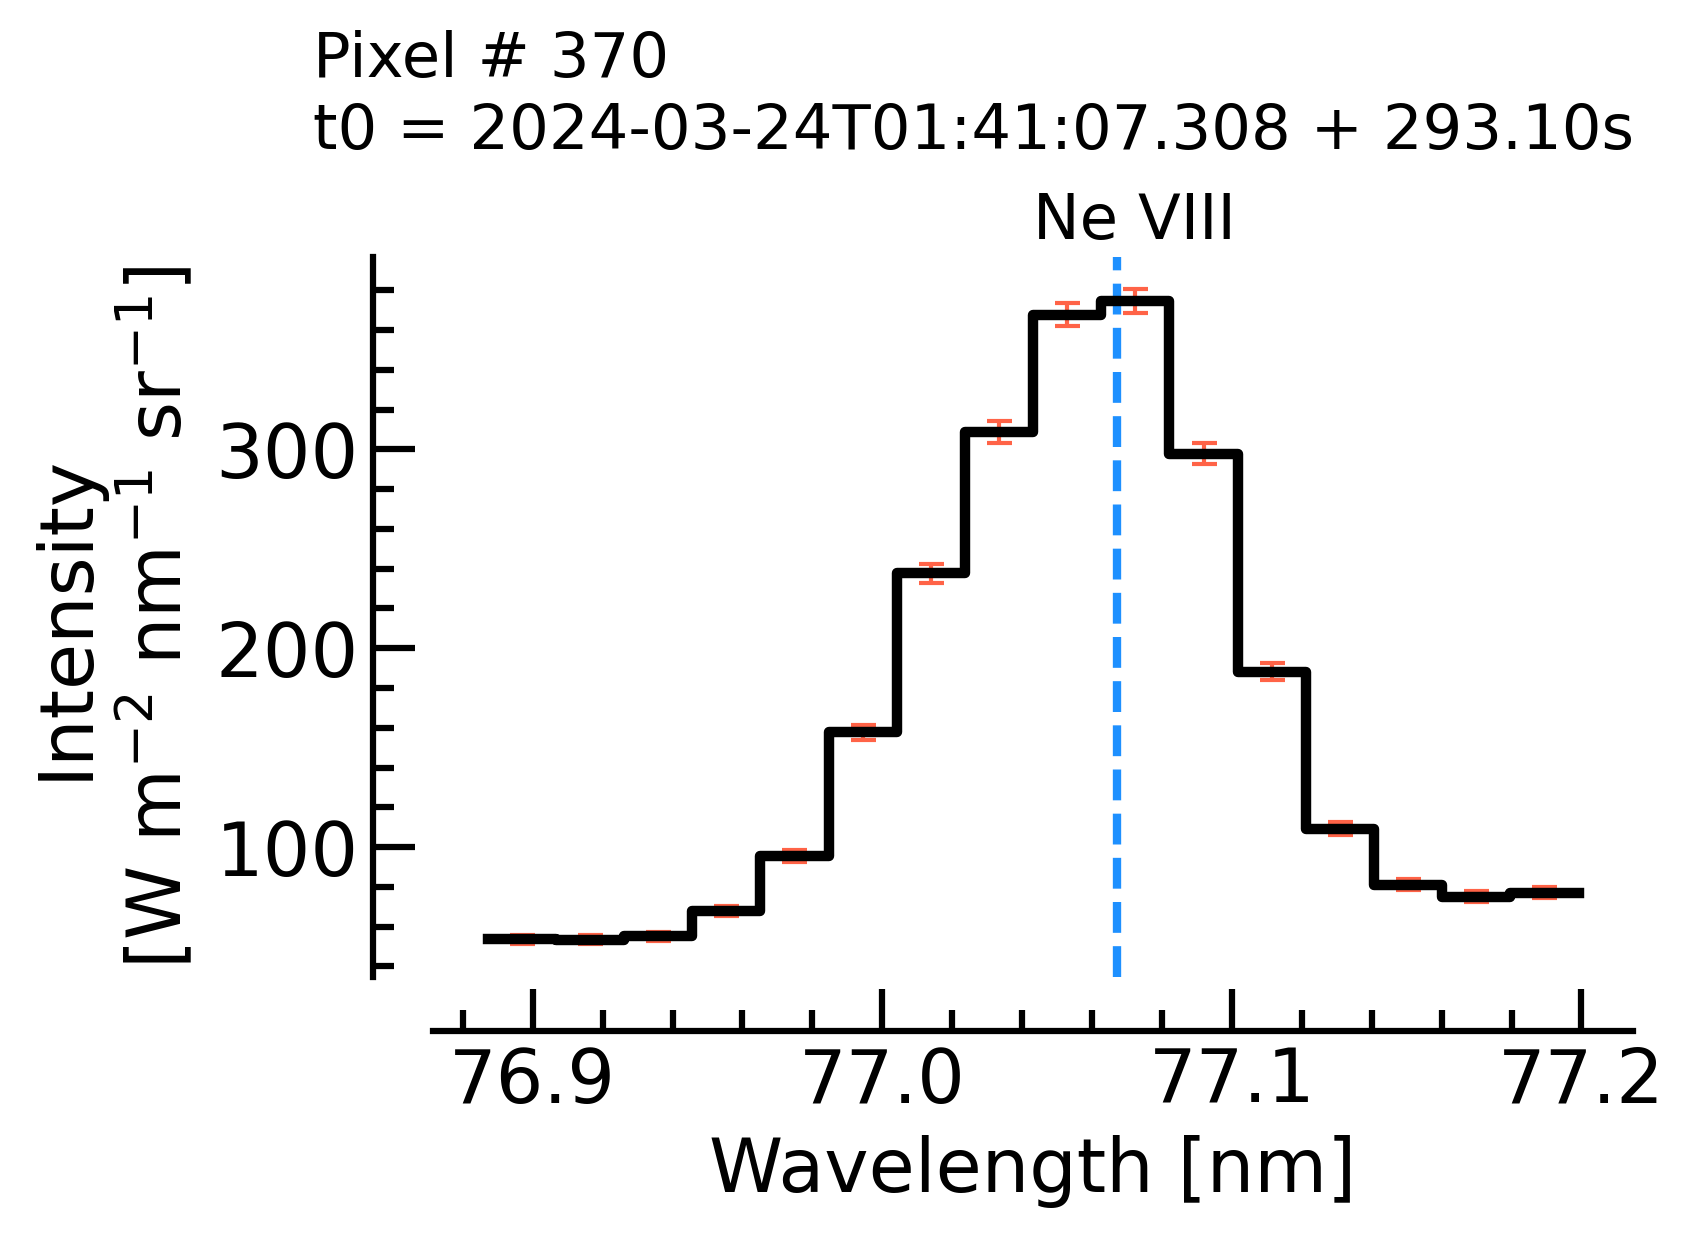 Pixel # 370
t0 = 2024-03-24T01:41:07.308 + 293.10s
Ne VIII
Intensity
[W m⁻² nm⁻¹ sr⁻¹]
300
200
100
76.9 77.0 77.1 77.2
Wavelength [nm]